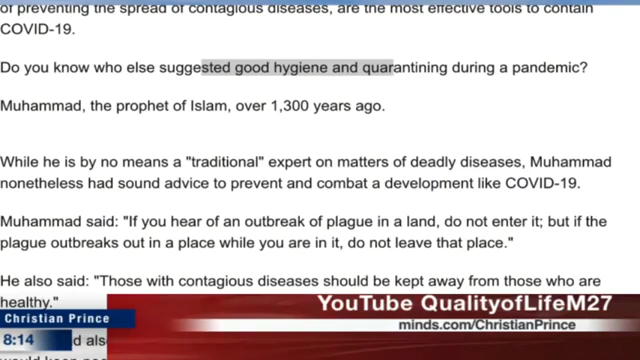 of preventing the spread of contagious diseases, are the most effective tools to contain
COVID-19.
Do you know who else suggested good hygiene and quarantining during a pandemic?
Muhammad, the prophet of Islam, over 1,300 years ago.
While he is by no means a "traditional" expert on matters of deadly diseases, Muhammad
nonetheless had sound advice to prevent and combat a development like COVID-19.
Muhammad said: "If you hear of an outbreak of plague in a land, do not enter it; but if the
plague outbreaks out in a place while you are in it, do not leave that place."
He also said: "Those with contagious diseases should be kept away from those who are
healthy."
YouTube QualityofLifeM27
Christian Prince
minds.com/ChristianPrince
8:14
d als